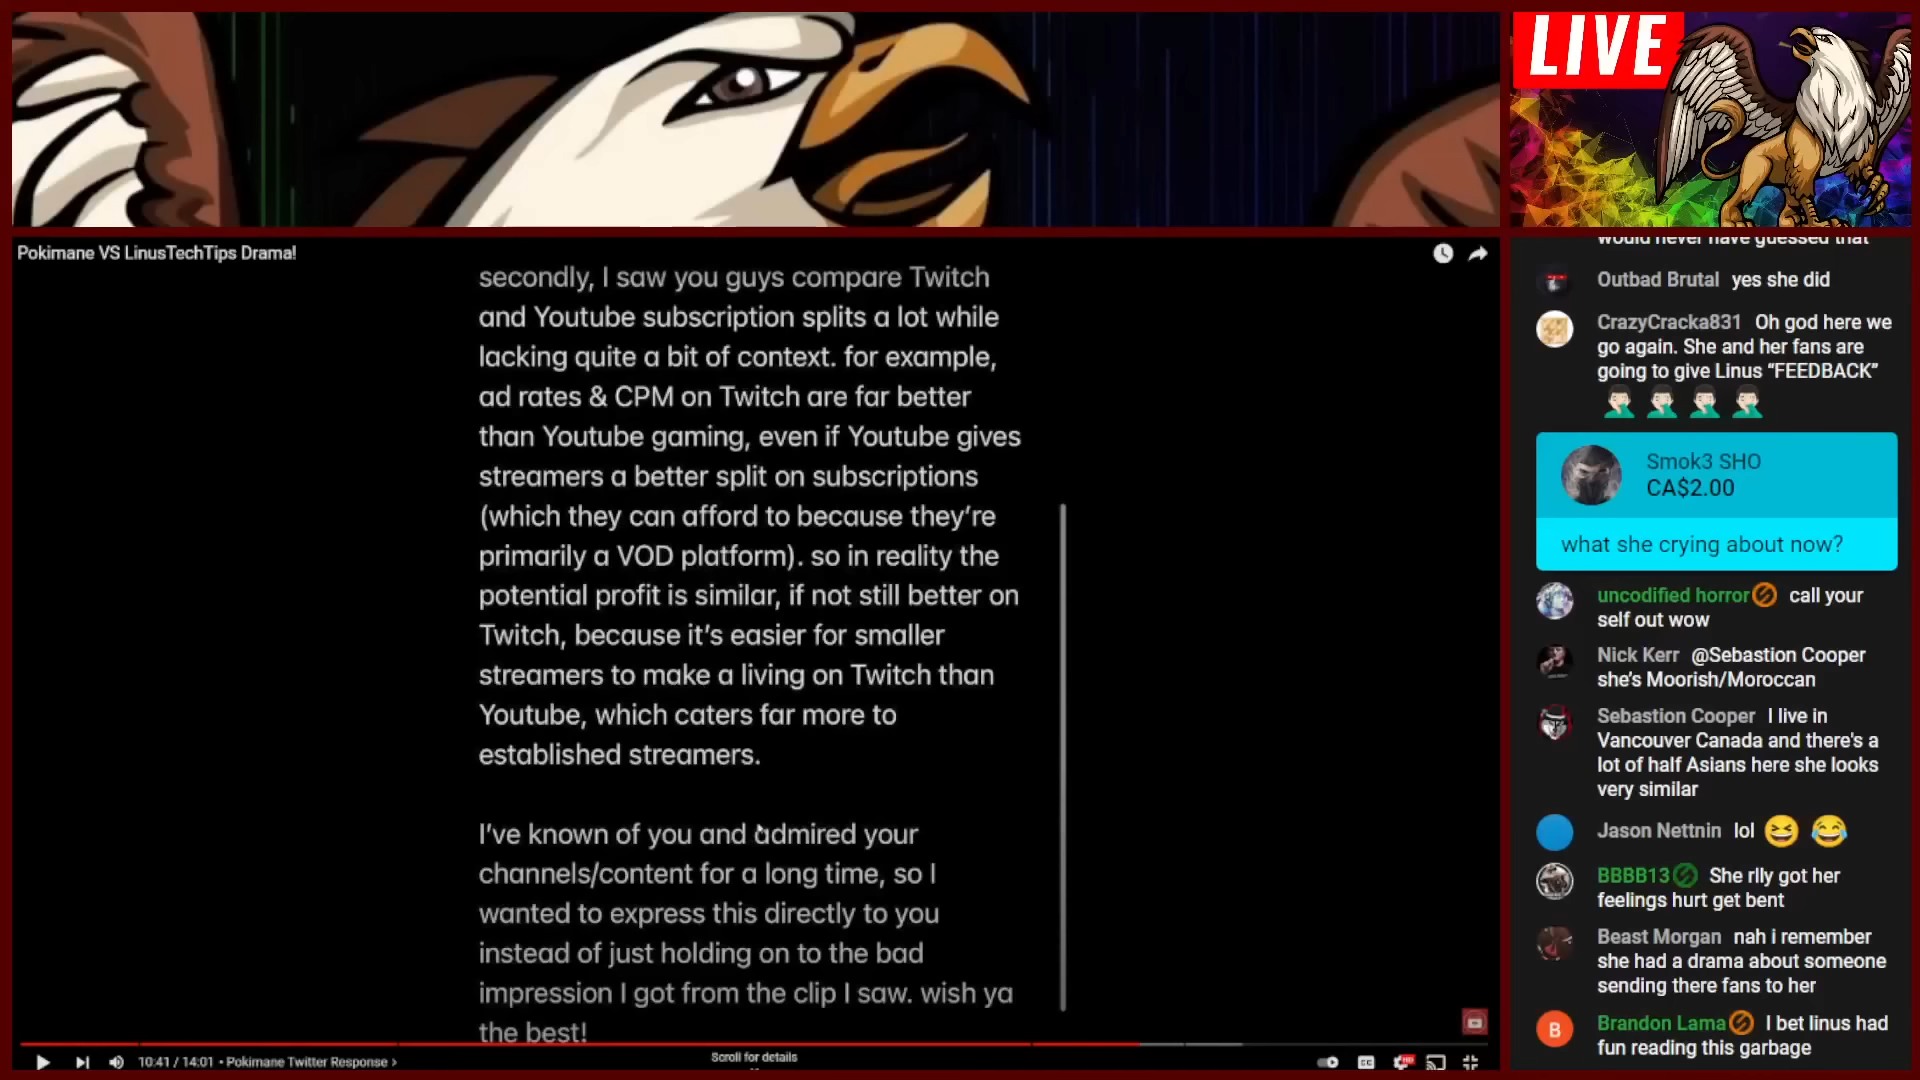 LIVE
Pokimane VS LinusTechTips Drama!
secondly, I saw you guys compare Twitch
and Youtube subscription splits a lot while
lacking quite a bit of context. for example,
ad rates & CPM on Twitch are far better
than Youtube gaming, even if Youtube gives
streamers a better split on subscriptions
(which they can afford to because they're
primarily a VOD platform). so in reality the
potential profit is similar, if not still better on
Twitch, because it's easier for smaller
streamers to make a living on Twitch than
Youtube, which caters far more to
established streamers.
I've known of you and admired your
channels/content for a long time, so I
wanted to express this directly to you
instead of just holding on to the bad
impression I got from the clip I saw. wish ya
the best!
10:41 / 14:01 • Pokimane Twitter Response ›
Scroll for details
CC
HD
would never have guessed that
Outbad Brutal yes she did
CrazyCracka831 Oh god here we
go again. She and her fans are
going to give Linus “FEEDBACK”
Smok3 SHO
CA$2.00
what she crying about now?
uncodified horror call your
self out wow
Nick Kerr @Sebastion Cooper
she's Moorish/Moroccan
Sebastion Cooper I live in
Vancouver Canada and there's a
lot of half Asians here she looks
very similar
Jason Nettnin lol
BBBB13 She rlly got her
feelings hurt get bent
Beast Morgan nah i remember
she had a drama about someone
sending there fans to her
B
Brandon Lama I bet linus had
fun reading this garbage